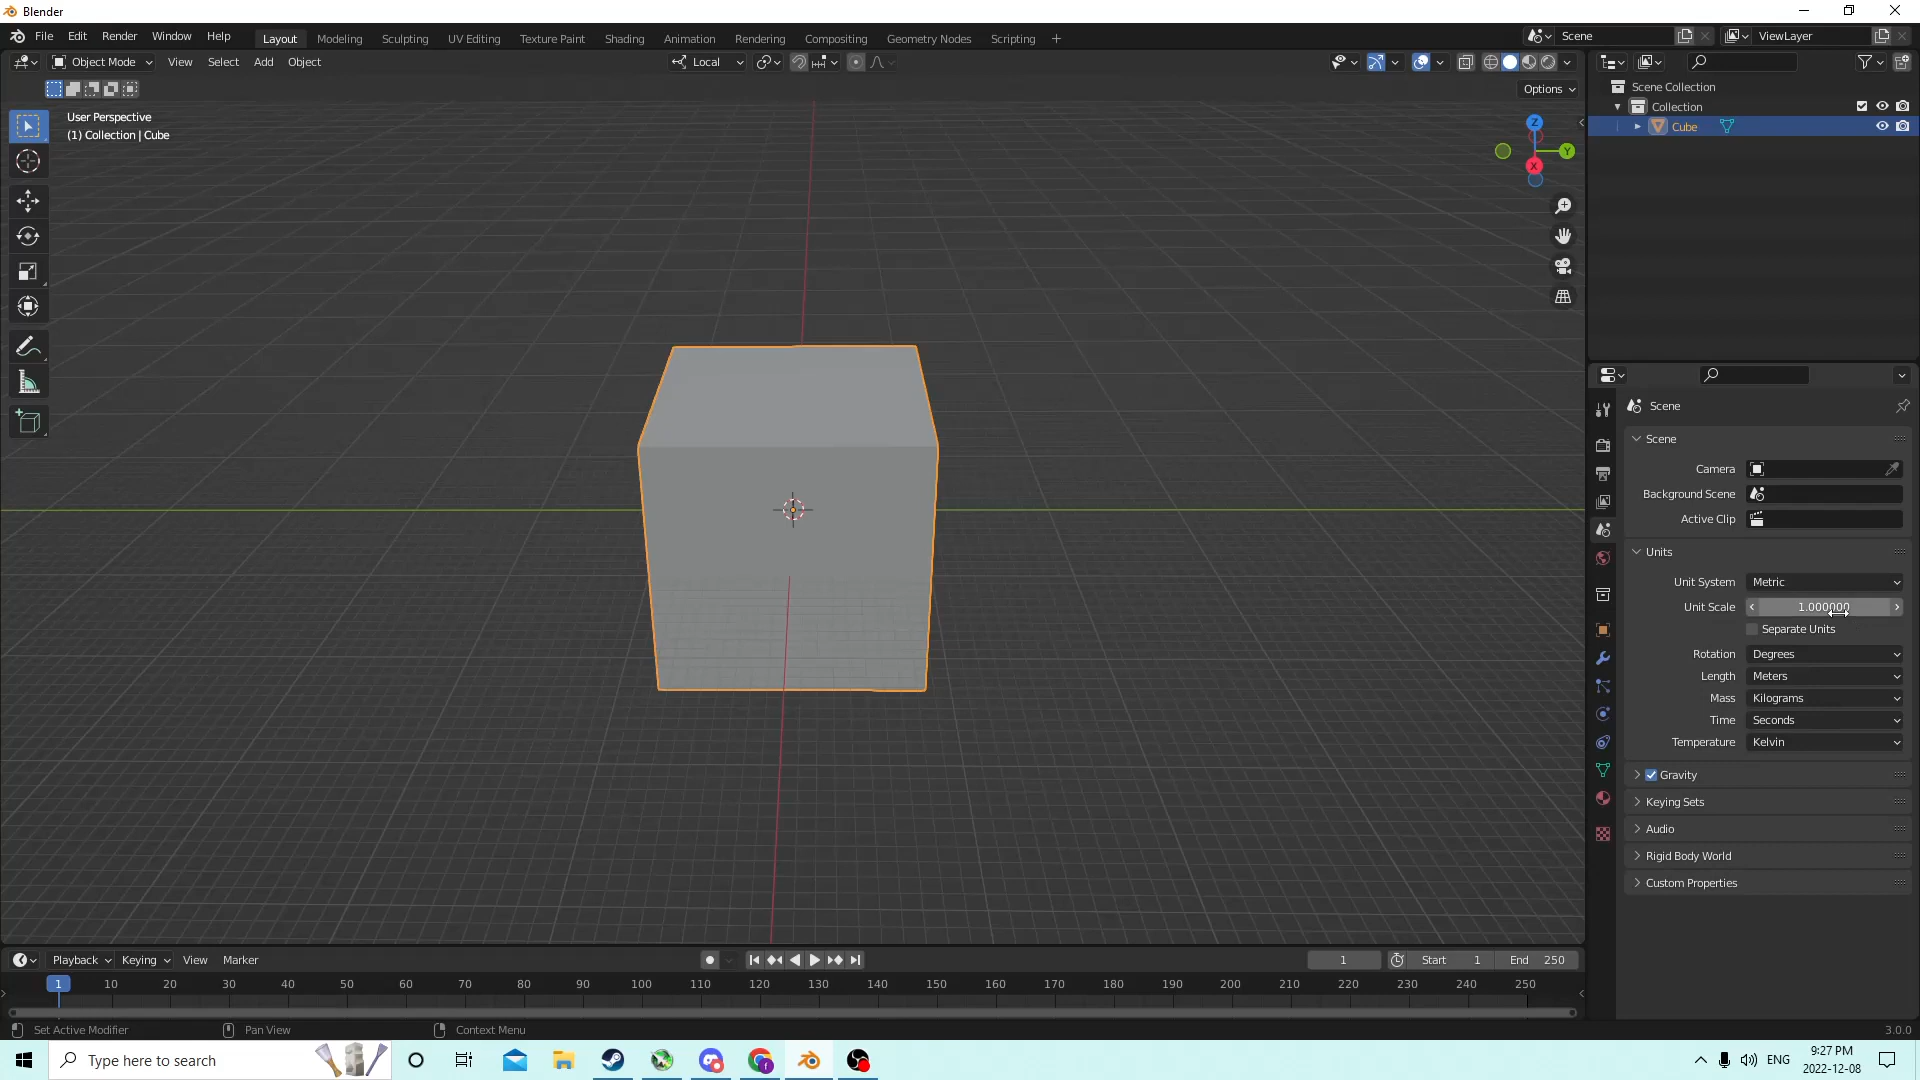 Blender
File Edit Render Window Help Layout Modeling Sculpting UV Editing Texture Paint Shading Animation Rendering Compositing Geometry Nodes Scripting + Scene ViewLayer
Object Mode View Select Add Object Local
Options
User Perspective
(1) Collection | Cube
Z
Y
X
Scene Collection
Collection
Cube
Scene
Scene
Camera
Background Scene
Active Clip
Units
Unit System Metric
Unit Scale 1.000000
Separate Units
Rotation Degrees
Length Meters
Mass Kilograms
Time Seconds
Temperature Kelvin
Gravity
Keying Sets
Audio
Rigid Body World
Custom Properties
Playback Keying View Marker 1 Start 1 End 250
1 10 20 30 40 50 60 70 80 90 100 110 120 130 140 150 160 170 180 190 200 210 220 230 240 250
Set Active Modifier Pan View Context Menu 3.0.0
Type here to search ENG 9:27 PM
2022-12-08